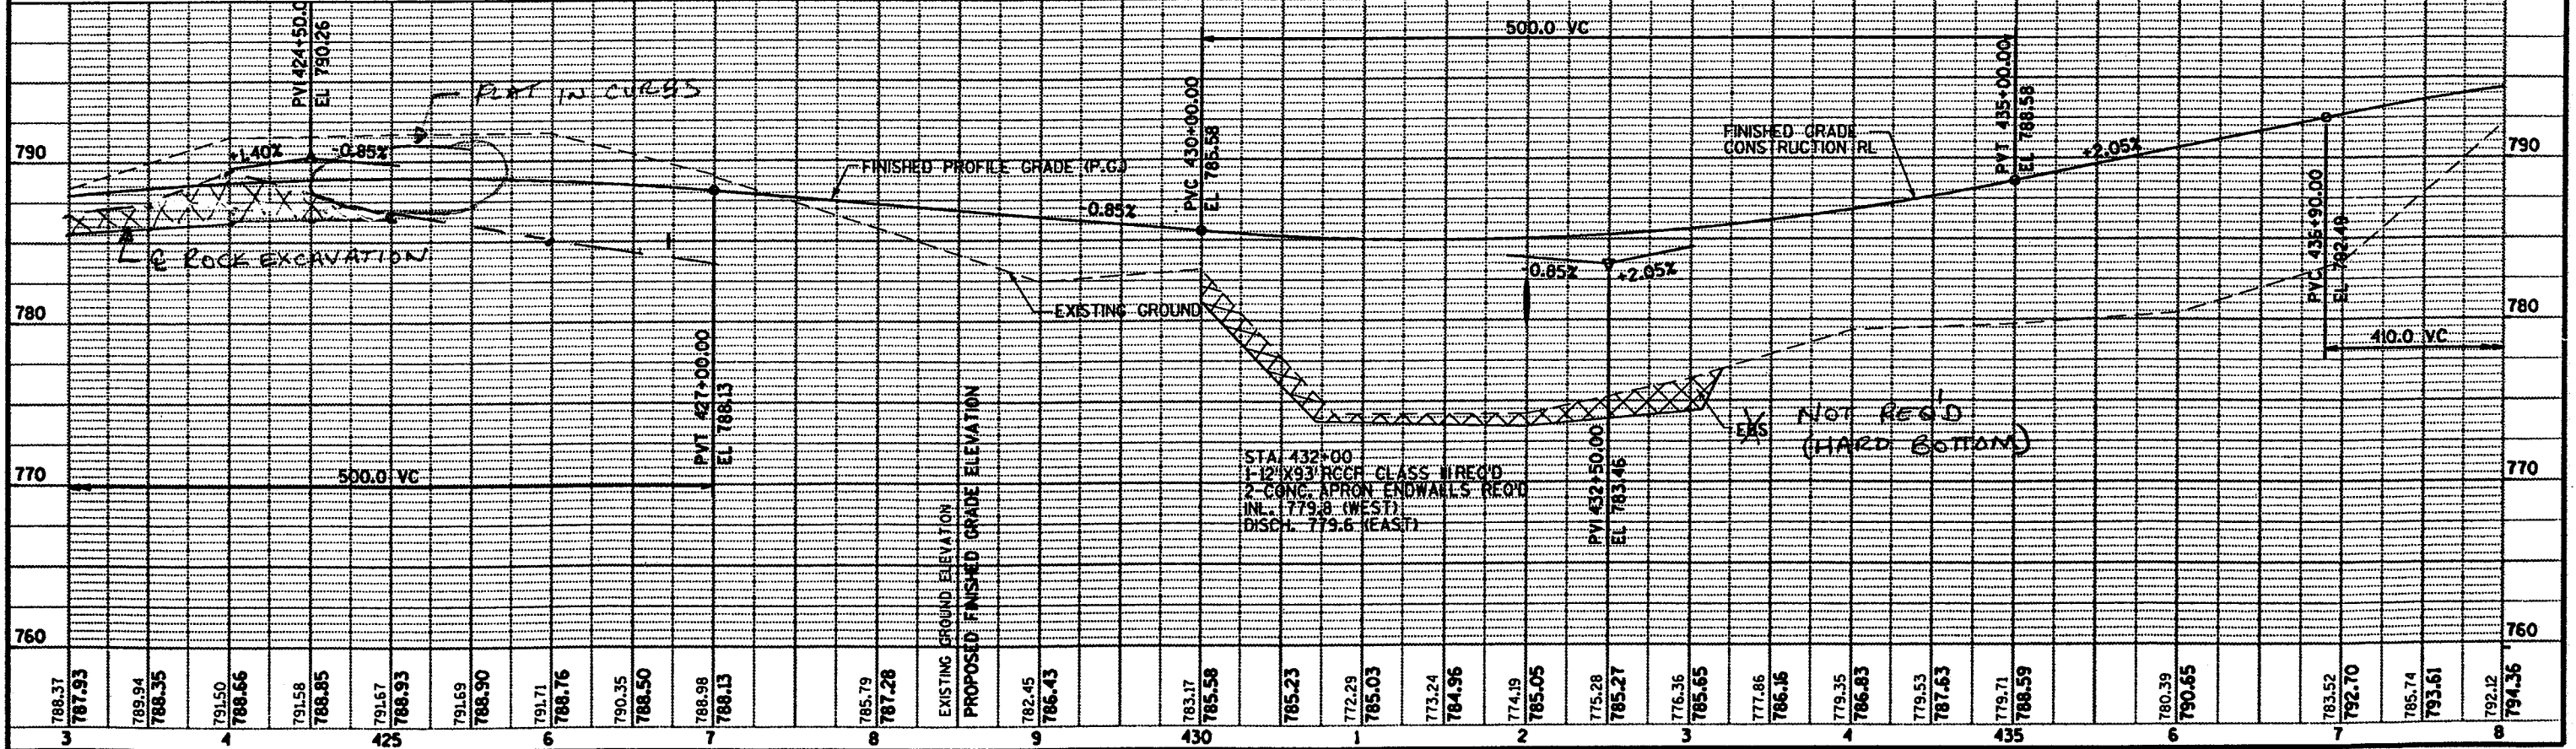 PVI 424+50.0
EL 790.26
500.0 VC
FLAT IN CURBS
790
+1.40%
-0.85%
FINISHED PROFILE GRADE (P.G.)
-0.85%
PVC 430+00.00
EL 785.58
FINISHED GRADE
CONSTRUCTION RL
PVT 435+00.00
EL 788.58
+2.05%
790
℄ ROCK EXCAVATION
-0.85%
+2.05%
PVC 436+90.00
EL 792.48
780
EXISTING GROUND
780
410.0 VC
PVT 427+00.00
EL 788.13
EBS
NOT REQ'D
(HARD BOTTOM)
770
500.0 VC
STA. 432+00
1-12"X93' RCCP CLASS III REQ'D
2-CONC. APRON ENDWALLS REQ'D
INL. 779.8 (WEST)
DISCH. 779.6 (EAST)
PVI 432+50.00
EL 783.46
770
EXISTING GROUND ELEVATION
PROPOSED FINISHED GRADE ELEVATION
760
760
788.37 789.94 791.50 791.58 791.67 791.69 791.71 790.35 788.98 785.79 782.45 783.17 772.29 773.24 774.19 775.28 776.36 777.86 779.35 779.53 779.71 780.39 783.52 785.74 792.12
787.93 788.35 788.66 788.85 788.93 788.90 788.76 788.50 788.13 787.28 786.43 785.58 785.23 785.03 784.96 785.05 785.27 785.65 786.16 786.83 787.63 788.59 790.65 792.70 793.61 794.36
3 4 425 6 7 8 9 430 1 2 3 4 435 6 7 8